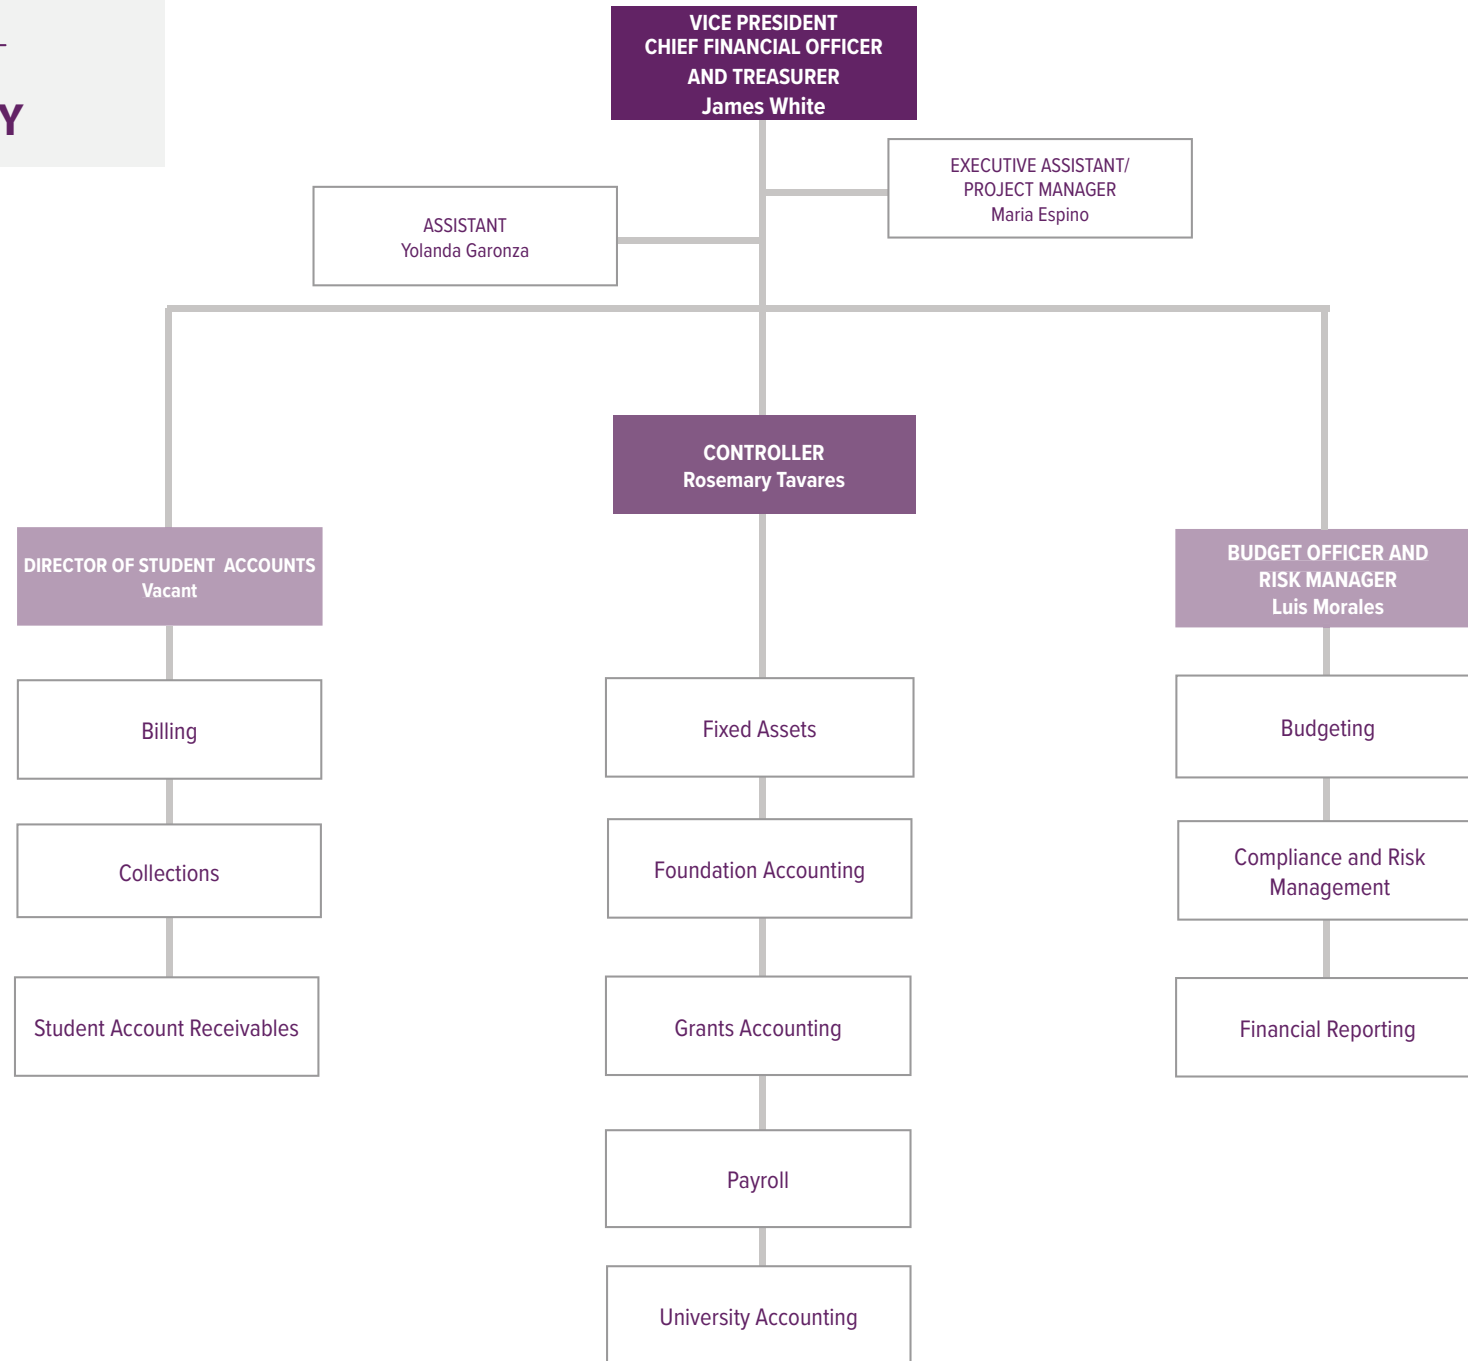 Y
VICE PRESIDENT
CHIEF FINANCIAL OFFICER
AND TREASURER
James White
EXECUTIVE ASSISTANT/
PROJECT MANAGER
Maria Espino
ASSISTANT
Yolanda Garonza
CONTROLLER
Rosemary Tavares
DIRECTOR OF STUDENT ACCOUNTS
Vacant
BUDGET OFFICER AND
RISK MANAGER
Luis Morales
Billing
Fixed Assets
Budgeting
Collections
Foundation Accounting
Compliance and Risk
Management
Student Account Receivables
Grants Accounting
Financial Reporting
Payroll
University Accounting